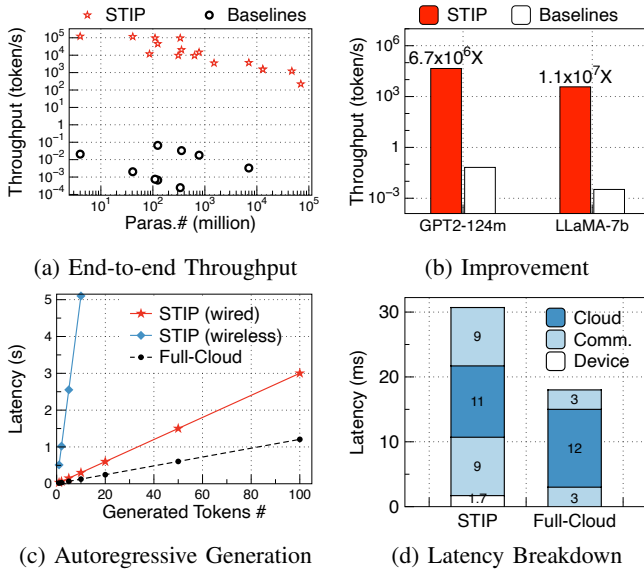 STIP Baselines
Throughput (token/s)
10^5
10^4
10^3
10^2
10^1
1
10^-1
10^-2
10^-3
10^-4
10^1 10^2 10^3 10^4 10^5
Paras.# (million)
(a) End-to-end Throughput
STIP Baselines
Throughput (token/s)
10^6
10^3
1
10^-3
6.7x10^6X
1.1x10^7X
GPT2-124m LLaMA-7b
(b) Improvement
Latency (s)
5
4
3
2
1
0
STIP (wired)
STIP (wireless)
Full-Cloud
0 20 40 60 80 100
Generated Tokens #
(c) Autoregressive Generation
Latency (ms)
30
20
10
0
Cloud
Comm.
Device
9
11
9
1.7
3
12
3
STIP Full-Cloud
(d) Latency Breakdown